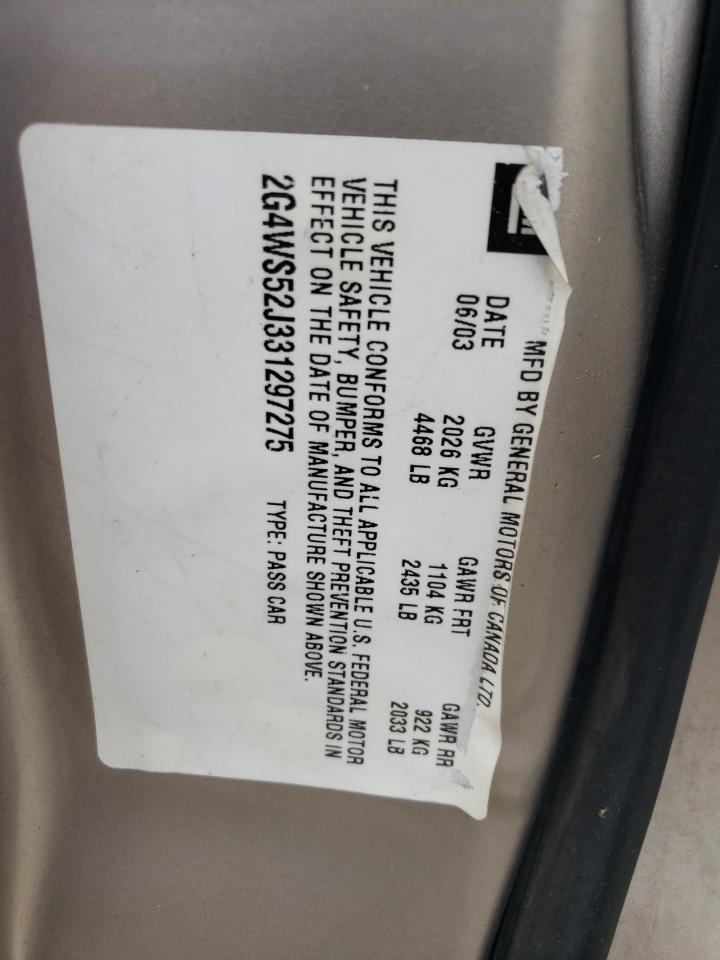 GM
MFD BY GENERAL MOTORS OF CANADA LTD.
DATE GVWR GAWR FRT GAWR RR
06/03 2026 KG 1104 KG 922 KG
4468 LB 2435 LB 2033 LB
THIS VEHICLE CONFORMS TO ALL APPLICABLE U.S. FEDERAL MOTOR
VEHICLE SAFETY, BUMPER, AND THEFT PREVENTION STANDARDS IN
EFFECT ON THE DATE OF MANUFACTURE SHOWN ABOVE.
2G4WS52J331297275 TYPE: PASS CAR